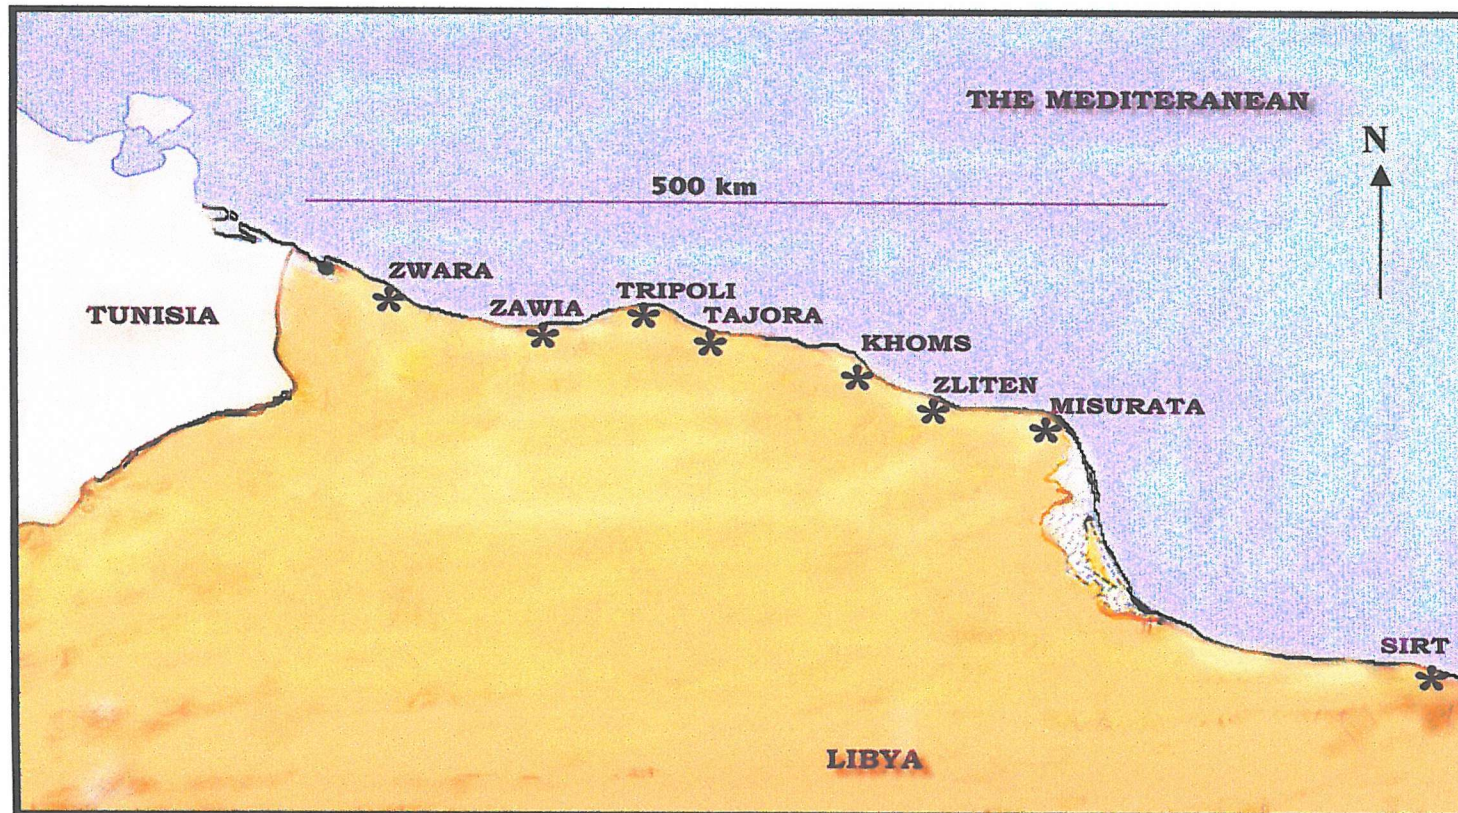 THE MEDITERANEAN
N
500 km
ZWARA
TRIPOLI
ZAWIA
TAJORA
TUNISIA
KHOMS
ZLITEN
MISURATA
SIRT
LIBYA